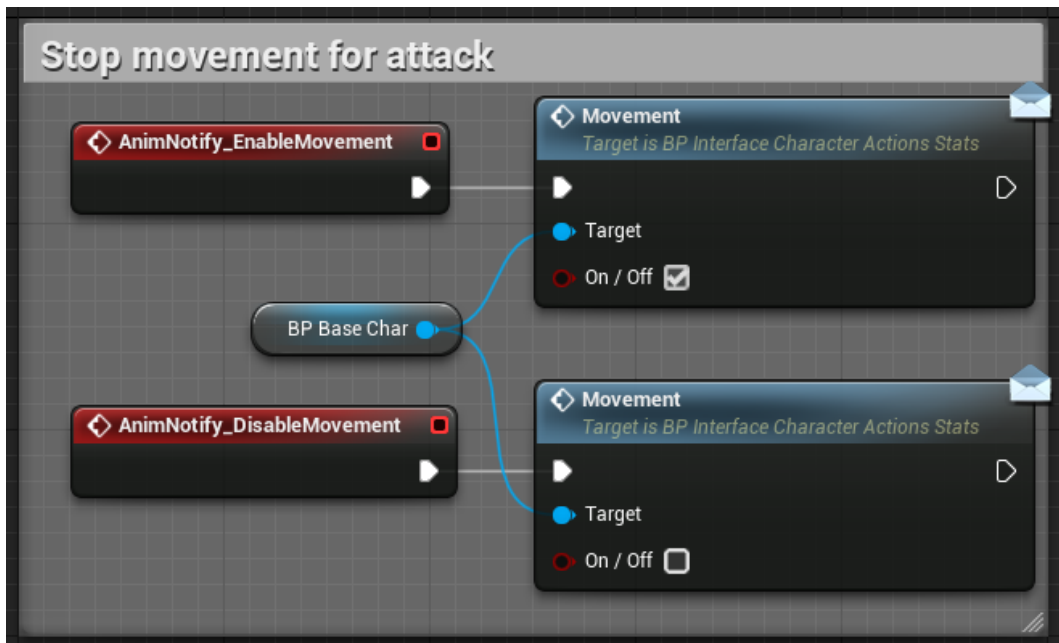 Stop movement for attack
AnimNotify_EnableMovement
Movement
Target is BP Interface Character Actions Stats
Target
On / Off
BP Base Char
AnimNotify_DisableMovement
Movement
Target is BP Interface Character Actions Stats
Target
On / Off